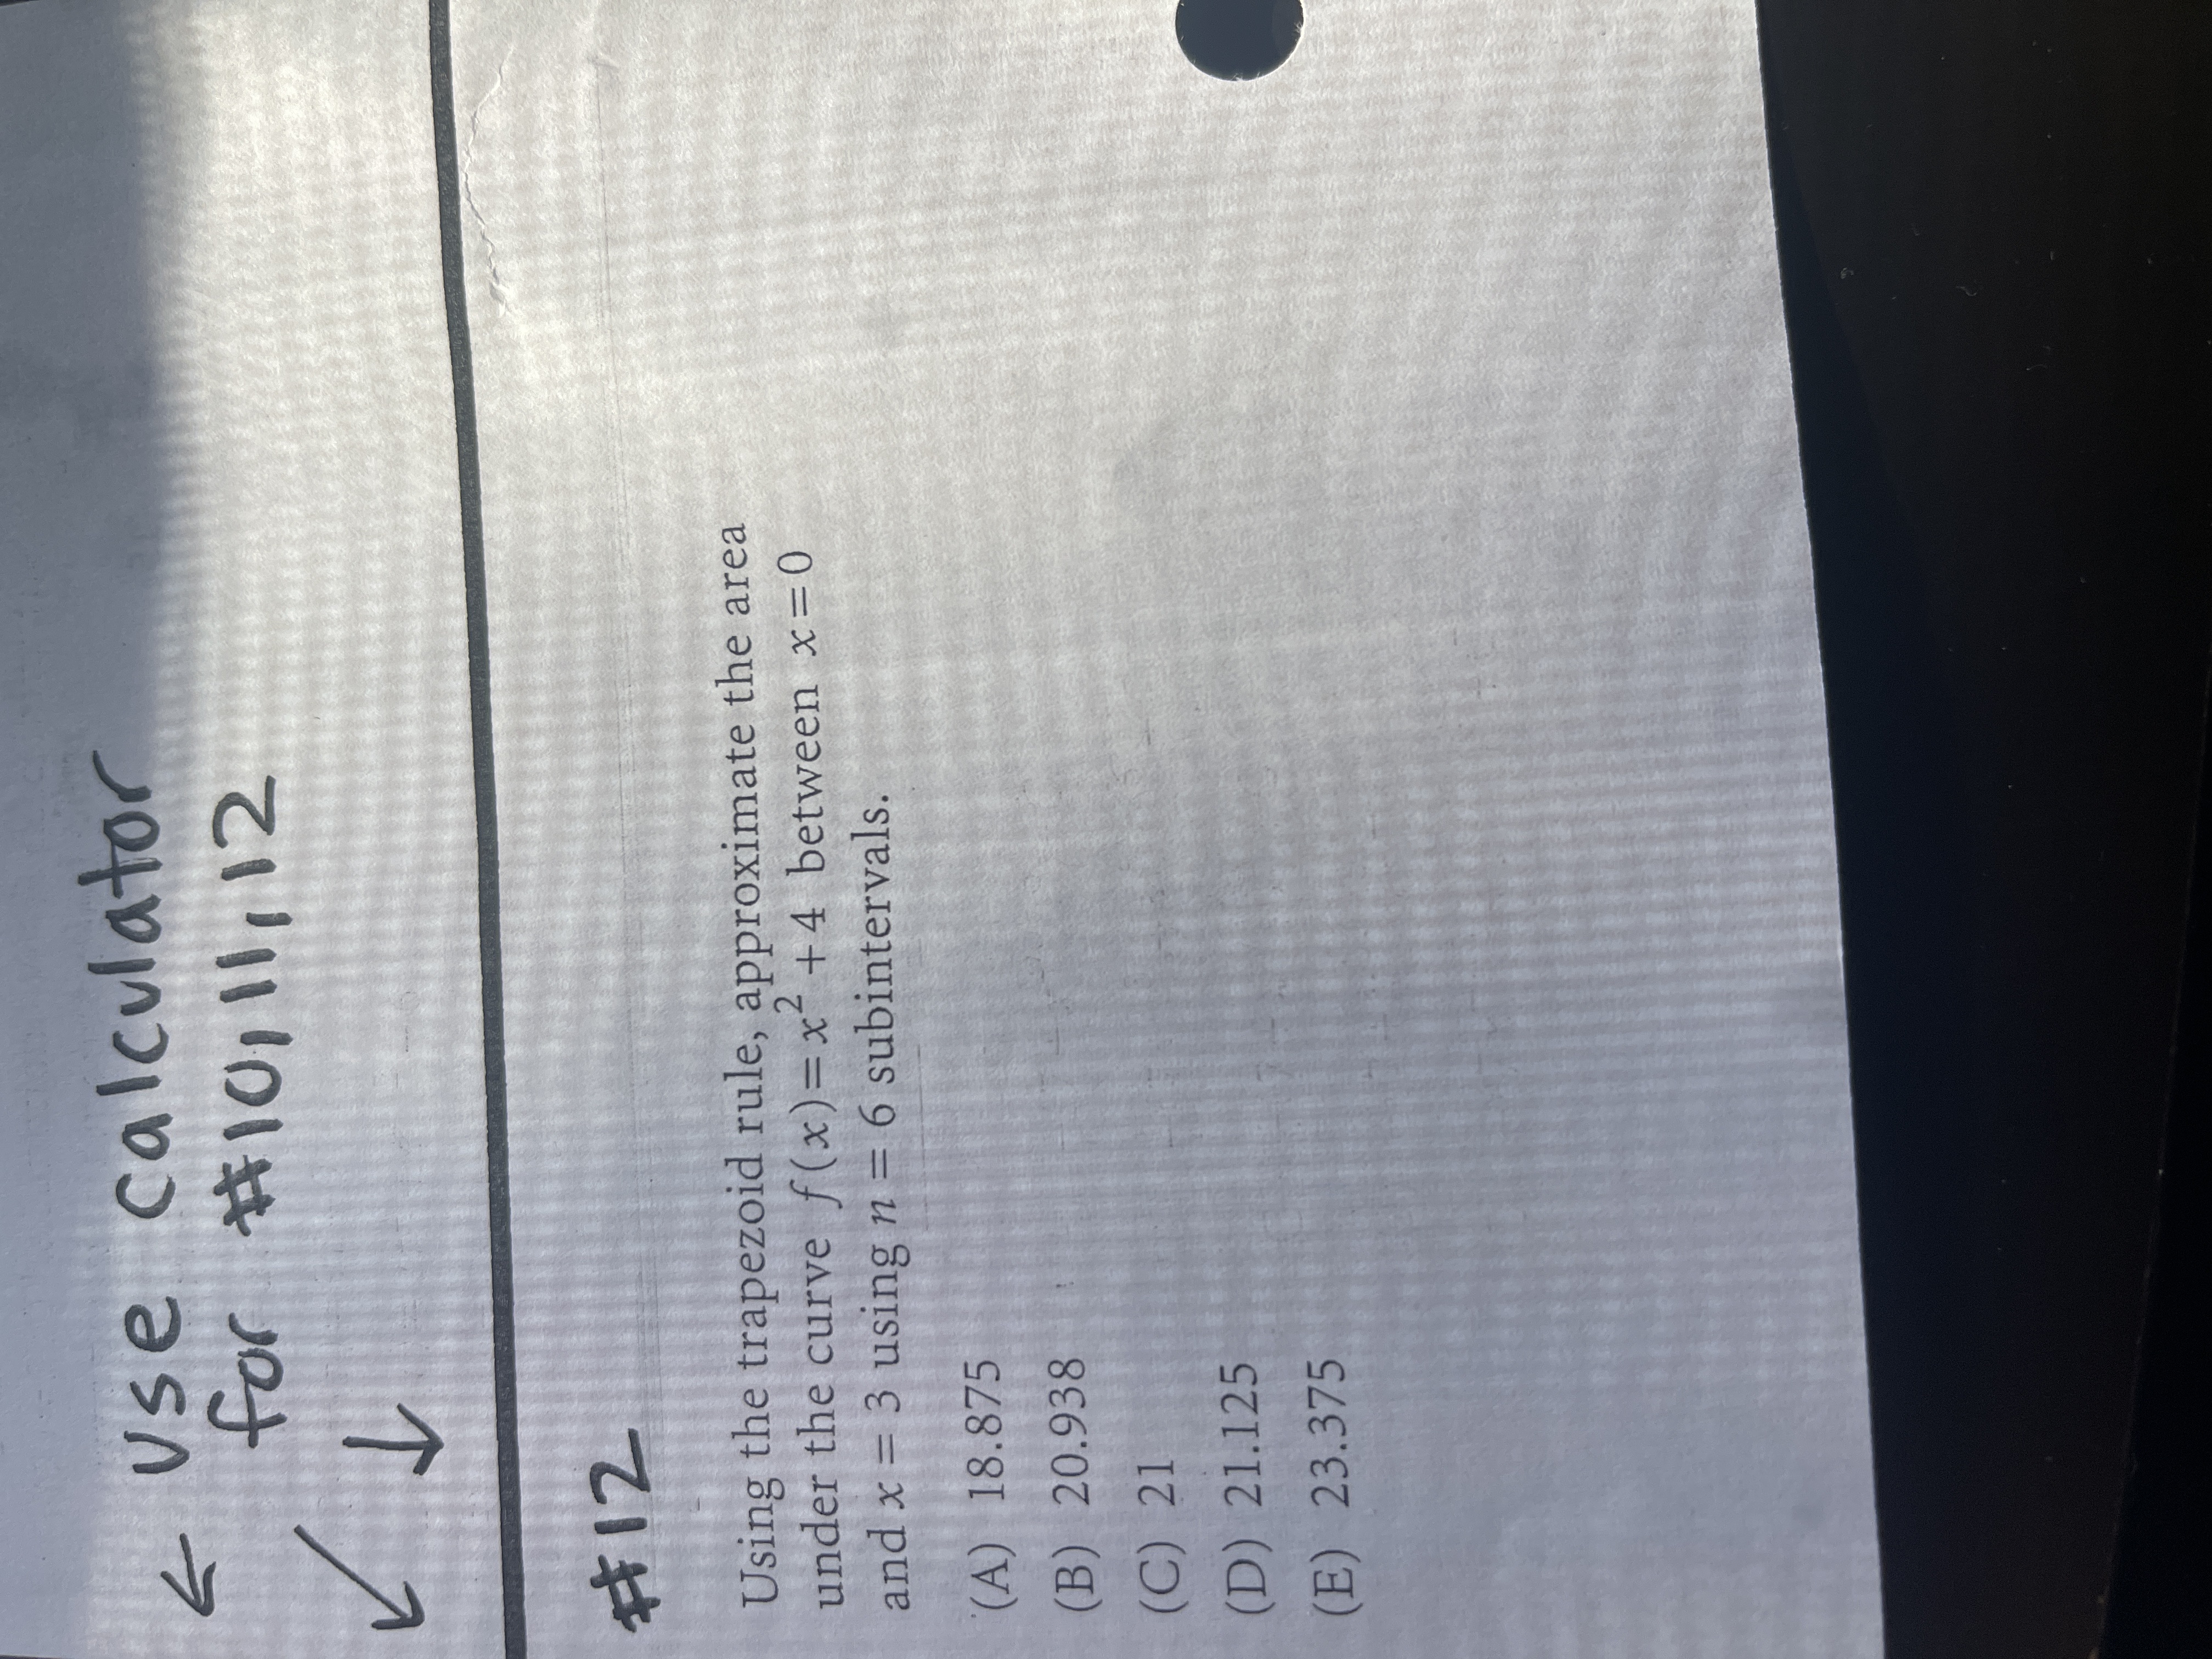 ← use calculator
for #10,11,12
↙ ↓
#12
Using the trapezoid rule, approximate the area
under the curve f(x)=x²+4 between x=0
and x = 3 using n = 6 subintervals.
(A) 18.875
(B) 20.938
(C) 21
(D) 21.125
(E) 23.375